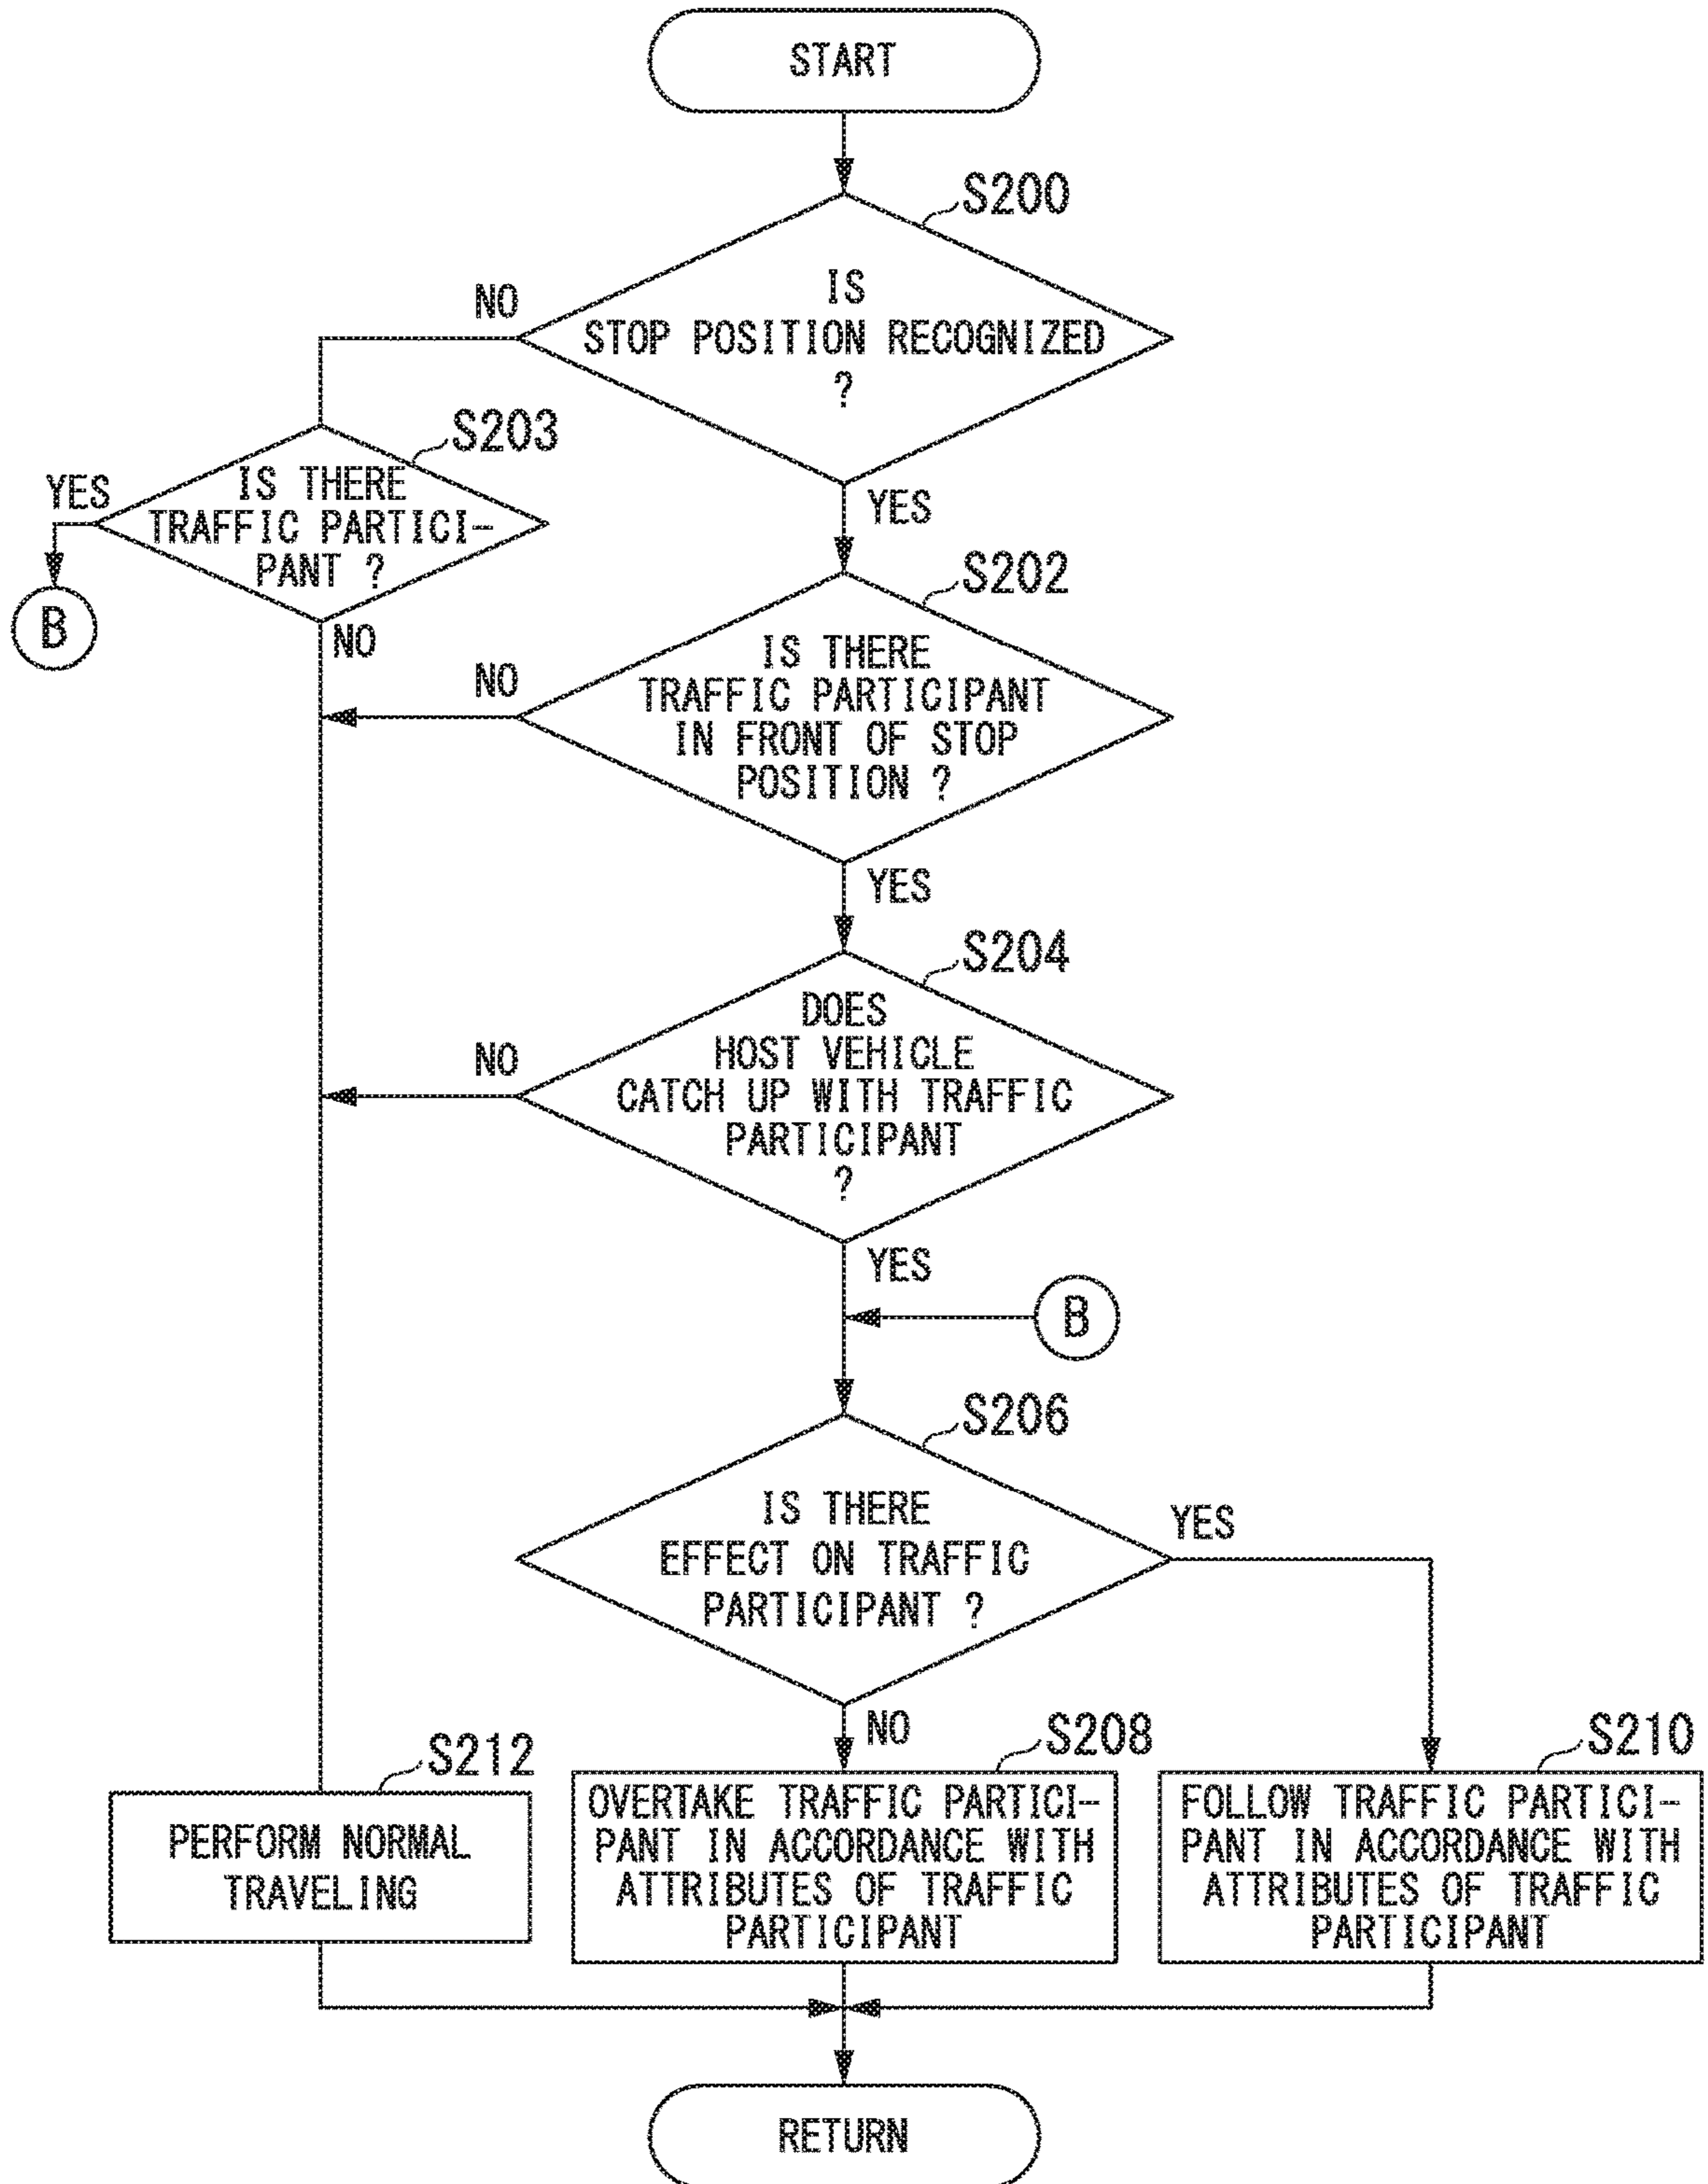 START
S200
IS
STOP POSITION RECOGNIZED
?
NO
YES
S203
IS THERE
TRAFFIC PARTICI-
PANT ?
YES
B
NO
S202
IS THERE
TRAFFIC PARTICIPANT
IN FRONT OF STOP
POSITION ?
NO
YES
S204
DOES
HOST VEHICLE
CATCH UP WITH TRAFFIC
PARTICIPANT
?
NO
YES
B
S206
IS THERE
EFFECT ON TRAFFIC
PARTICIPANT ?
YES
NO
S212
PERFORM NORMAL
TRAVELING
S208
OVERTAKE TRAFFIC PARTICI-
PANT IN ACCORDANCE WITH
ATTRIBUTES OF TRAFFIC
PARTICIPANT
S210
FOLLOW TRAFFIC PARTICI-
PANT IN ACCORDANCE WITH
ATTRIBUTES OF TRAFFIC
PARTICIPANT
RETURN